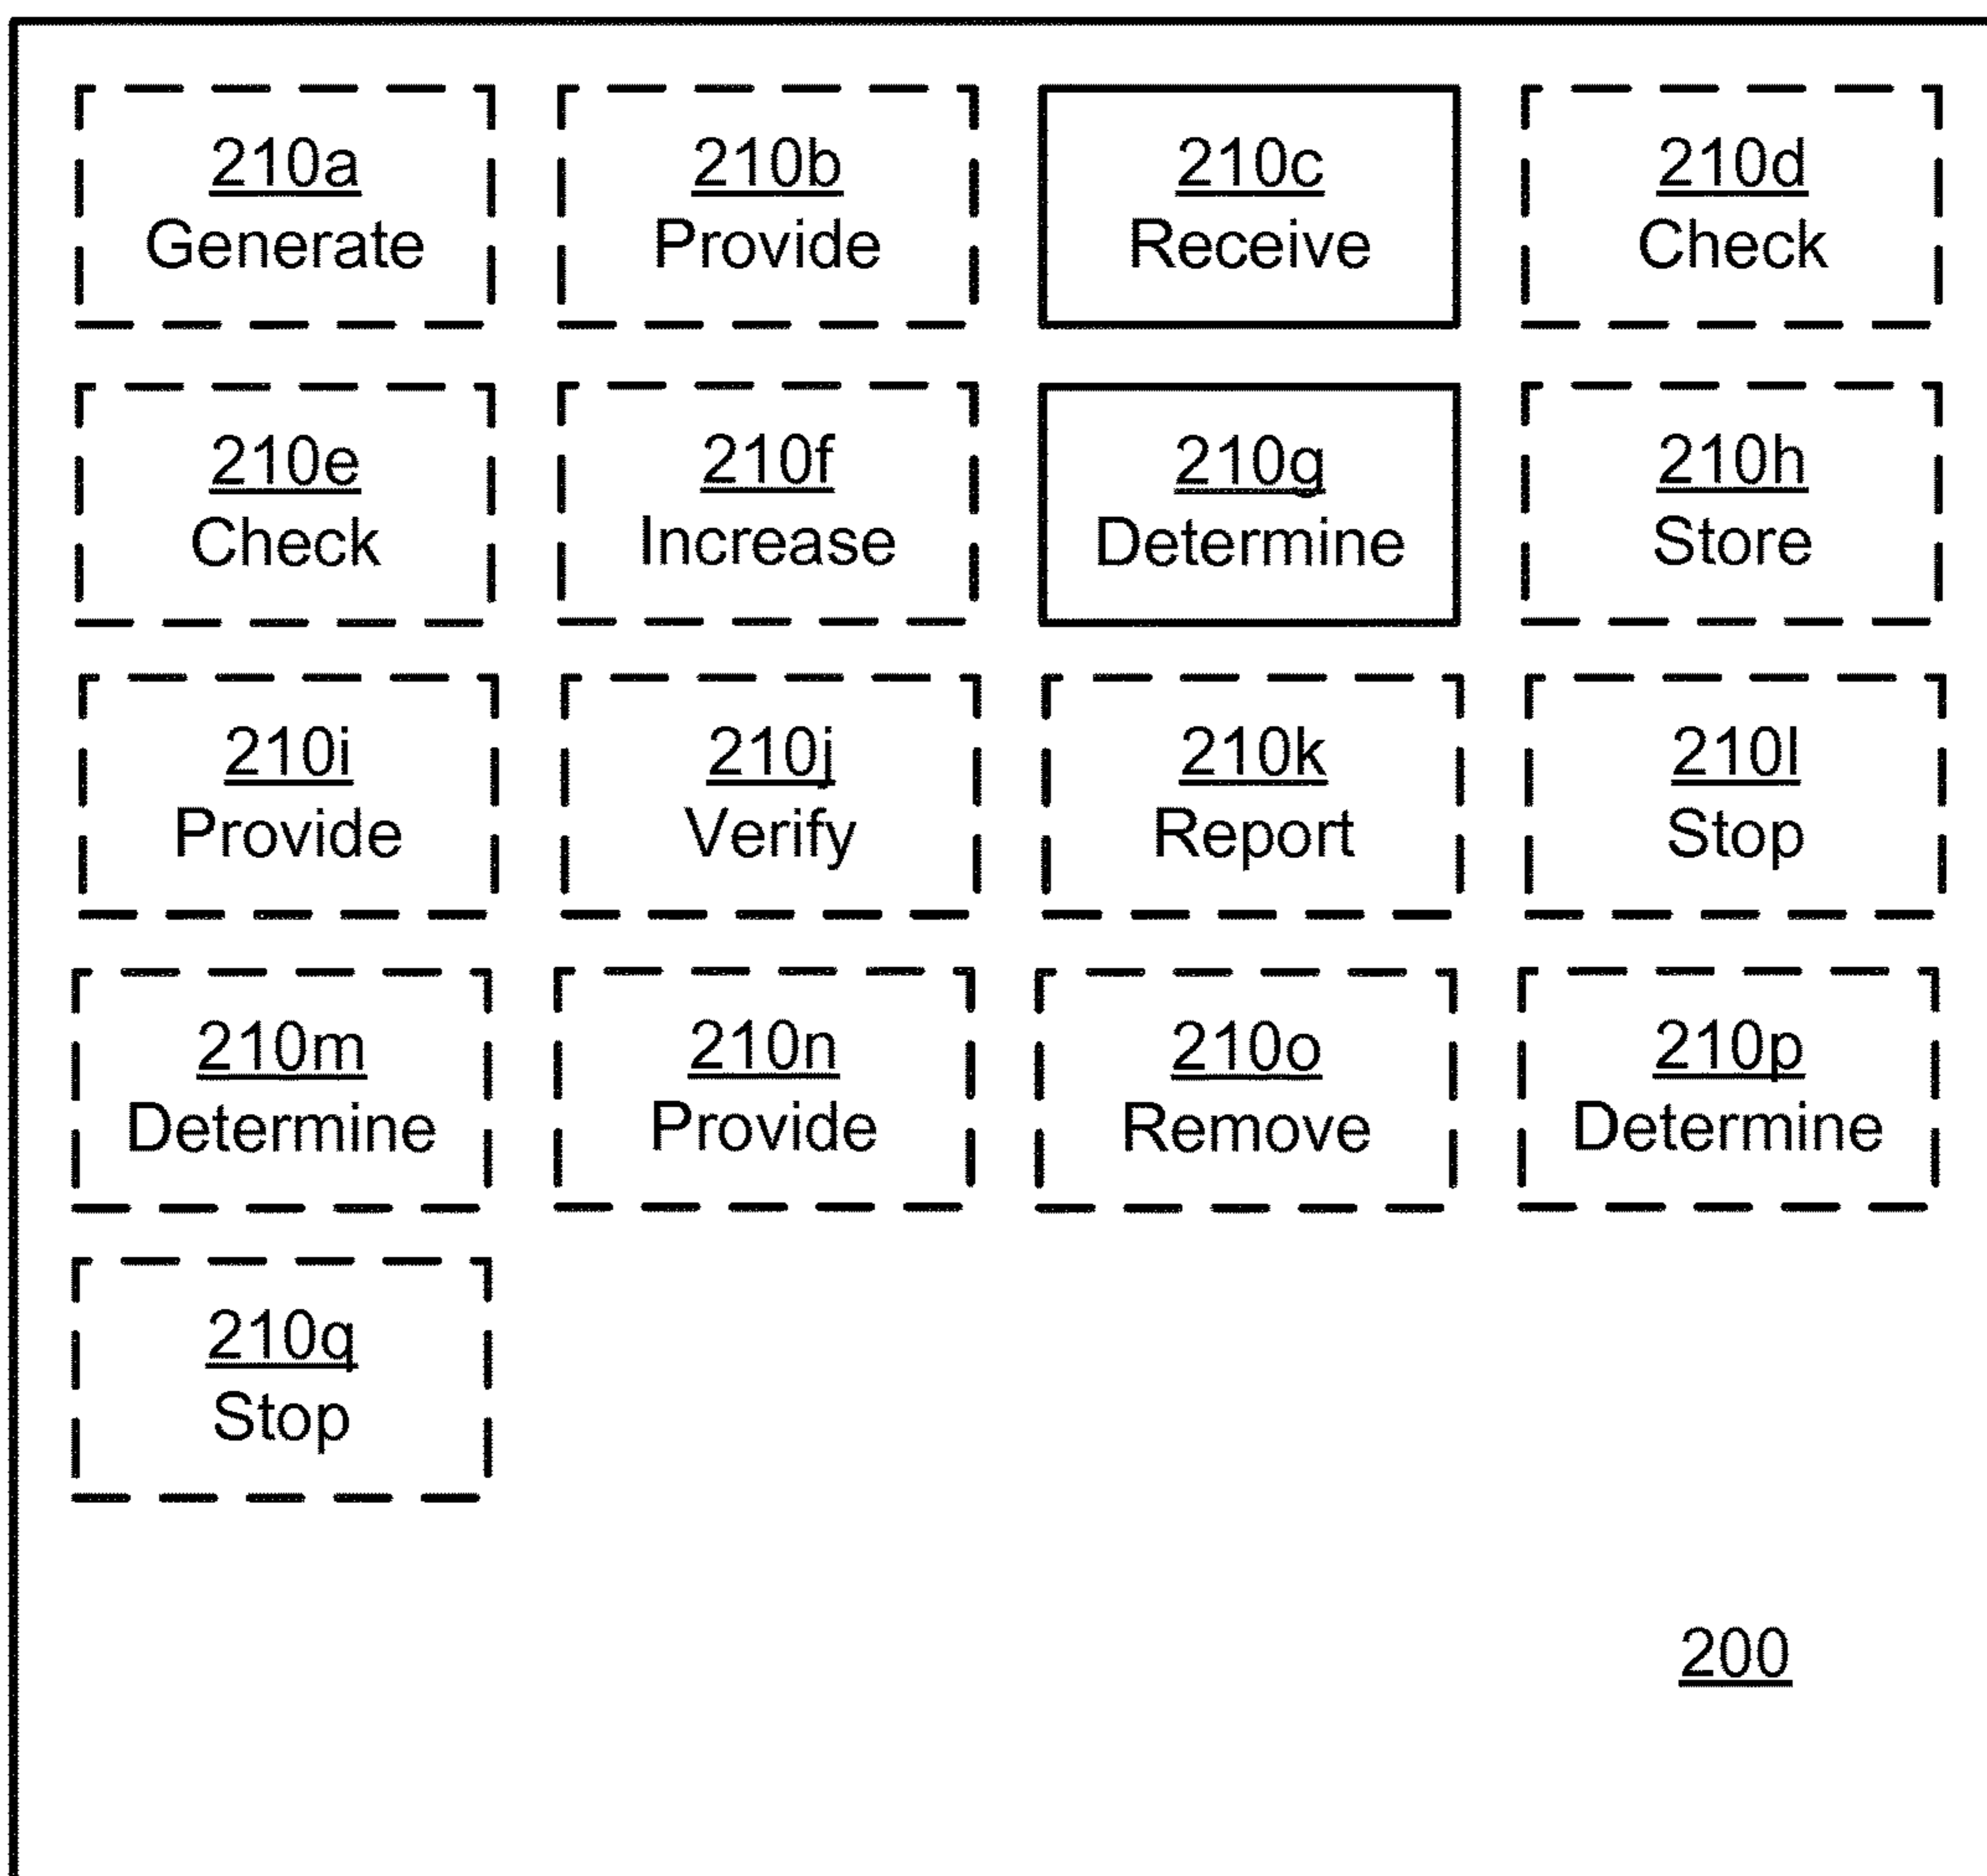 210a
Generate
210b
Provide
210c
Receive
210d
Check
210e
Check
210f
Increase
210g
Determine
210h
Store
210i
Provide
210j
Verify
210k
Report
210l
Stop
210m
Determine
210n
Provide
210o
Remove
210p
Determine
210q
Stop
200